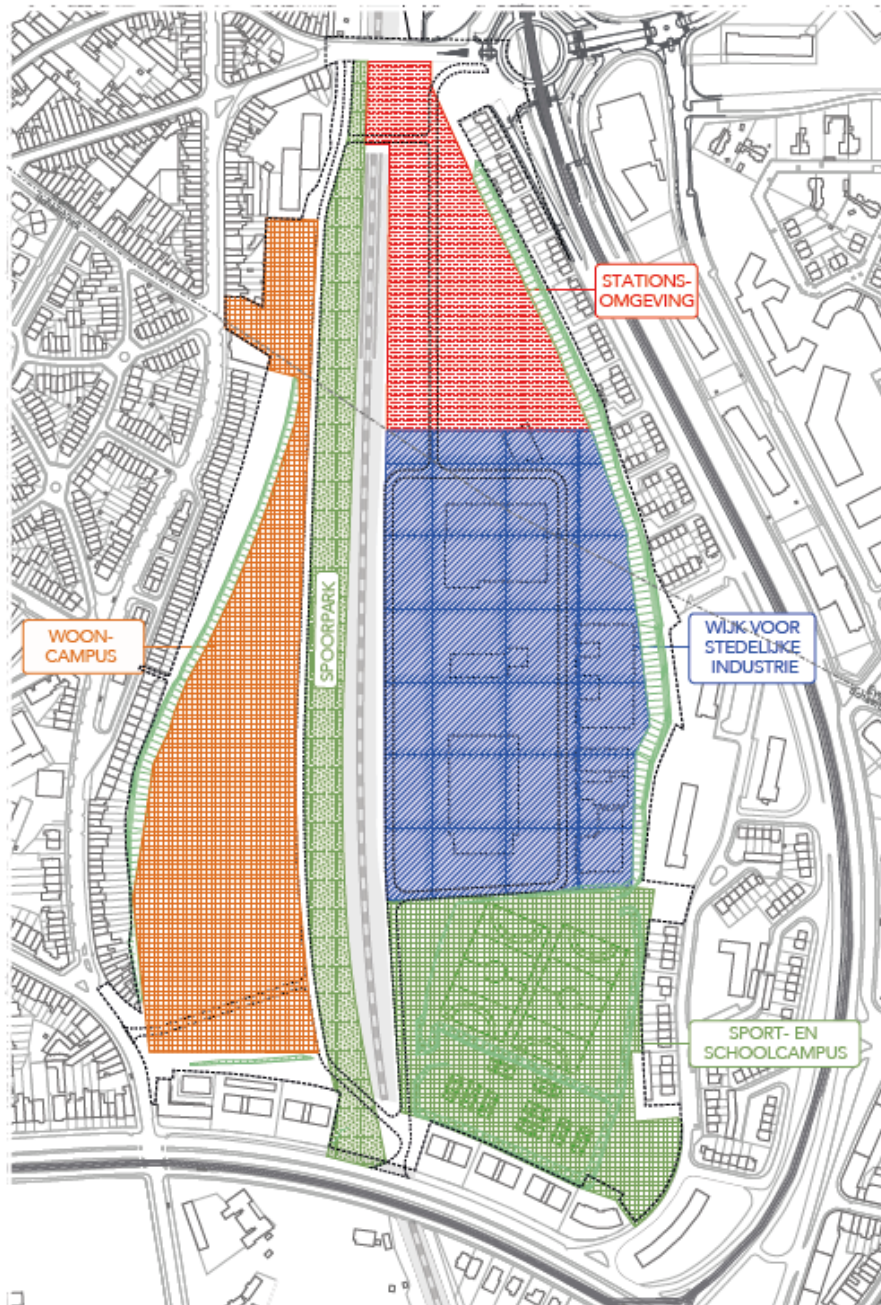 STATIONS-
OMGEVING
SPOORPARK
WOON-
CAMPUS
WIJK VOOR
STEDELIJKE
INDUSTRIE
SPORT- EN
SCHOOLCAMPUS